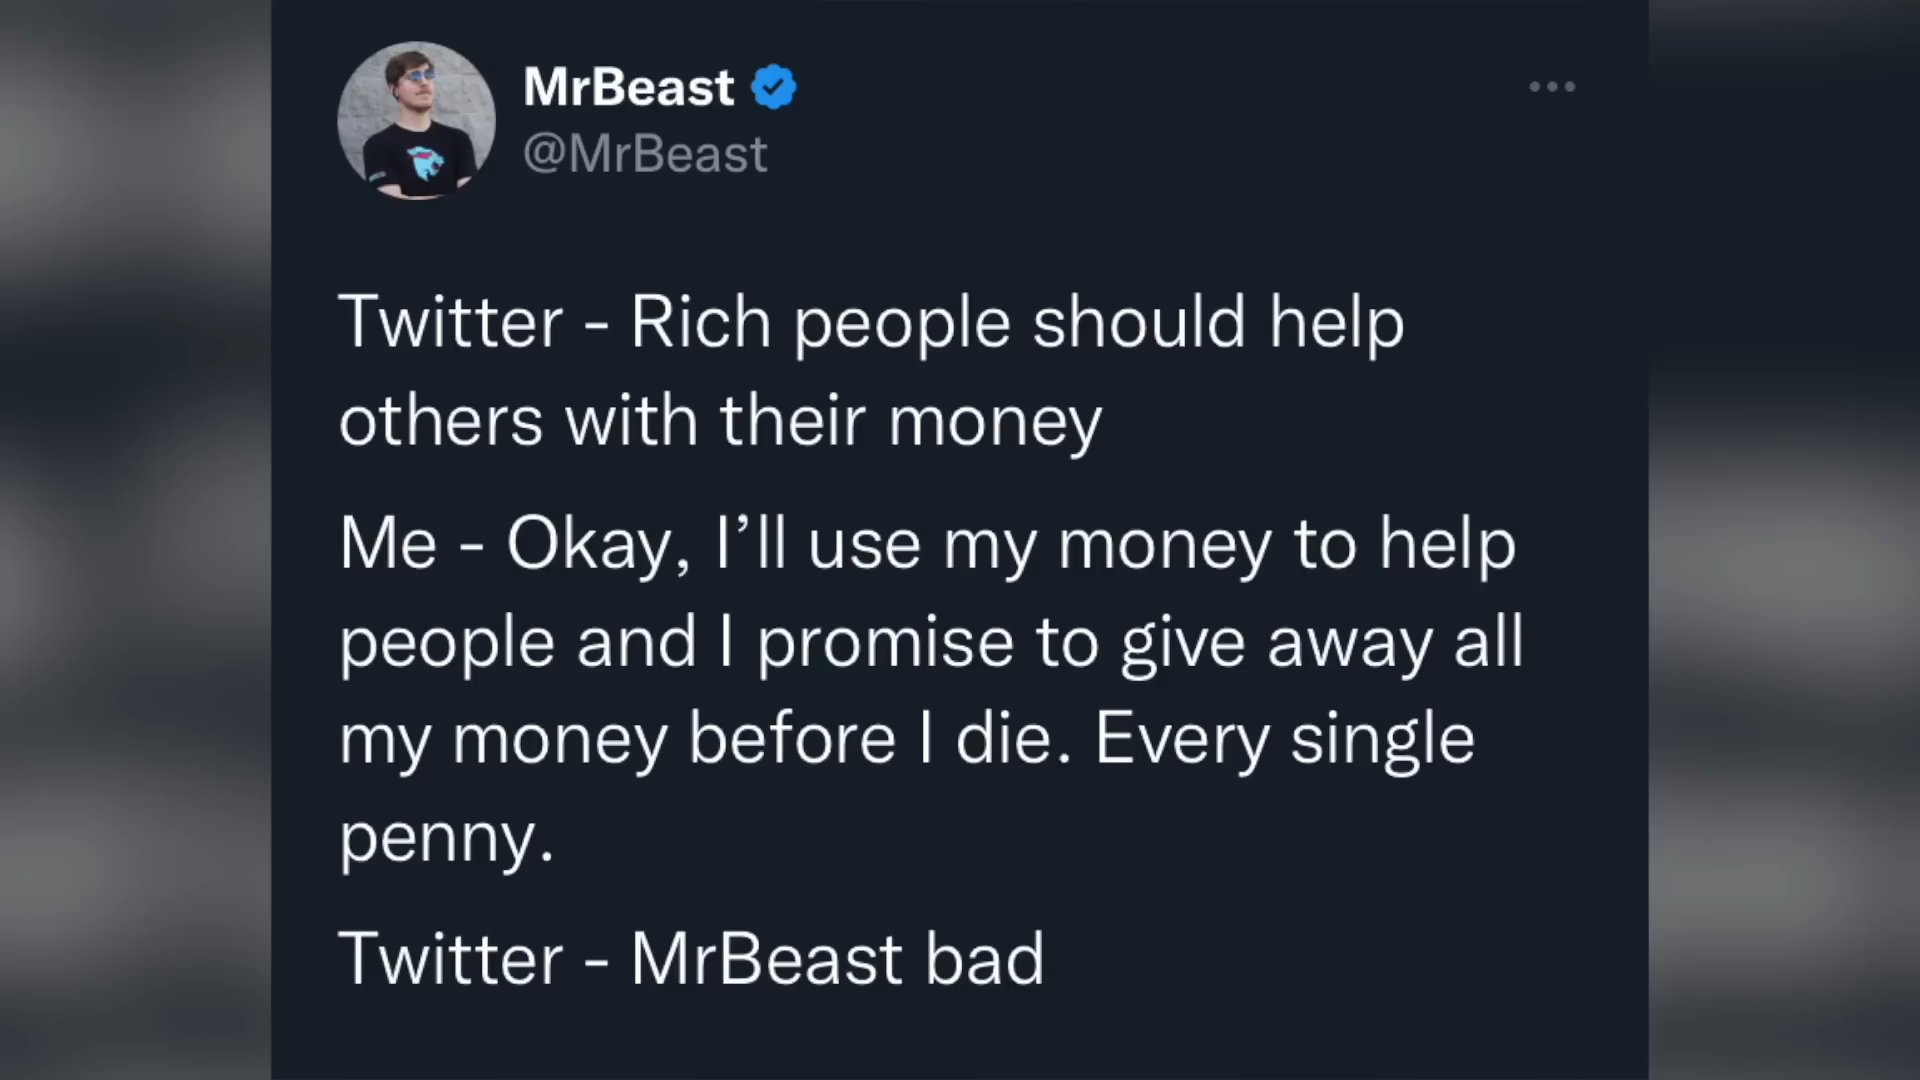 MrBeast
@MrBeast
Twitter - Rich people should help
others with their money
Me - Okay, I’ll use my money to help
people and I promise to give away all
my money before I die. Every single
penny.
Twitter - MrBeast bad